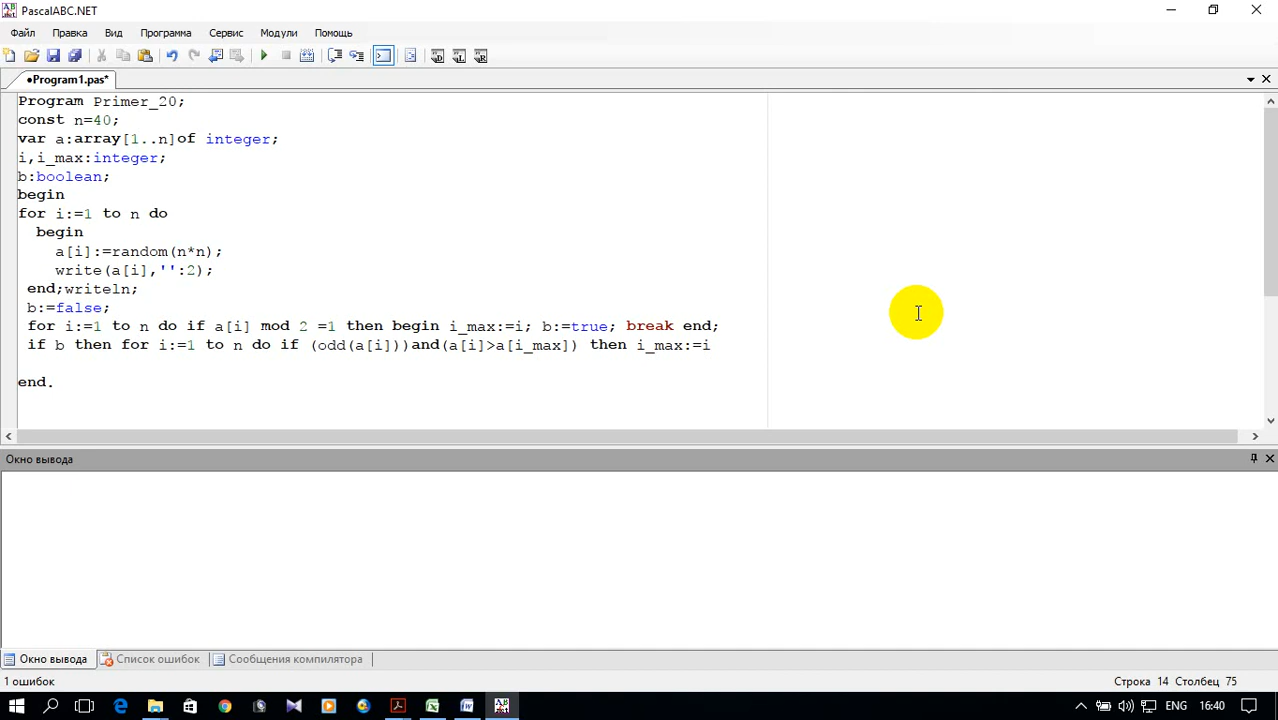 PascalABC.NET
Файл Правка Вид Программа Сервис Модули Помощь
•Program1.pas*
Program Primer_20;
const n=40;
var a:array[1..n]of integer;
i,i_max:integer;
b:boolean;
begin
for i:=1 to n do
begin
a[i]:=random(n*n);
write(a[i],'':2);
end;writeln;
b:=false;
for i:=1 to n do if a[i] mod 2 =1 then begin i_max:=i; b:=true; break end;
if b then for i:=1 to n do if (odd(a[i]))and(a[i]>a[i_max]) then i_max:=i
end.
Окно вывода
Окно вывода Список ошибок Сообщения компилятора
1 ошибок Строка 14 Столбец 75
ENG 16:40